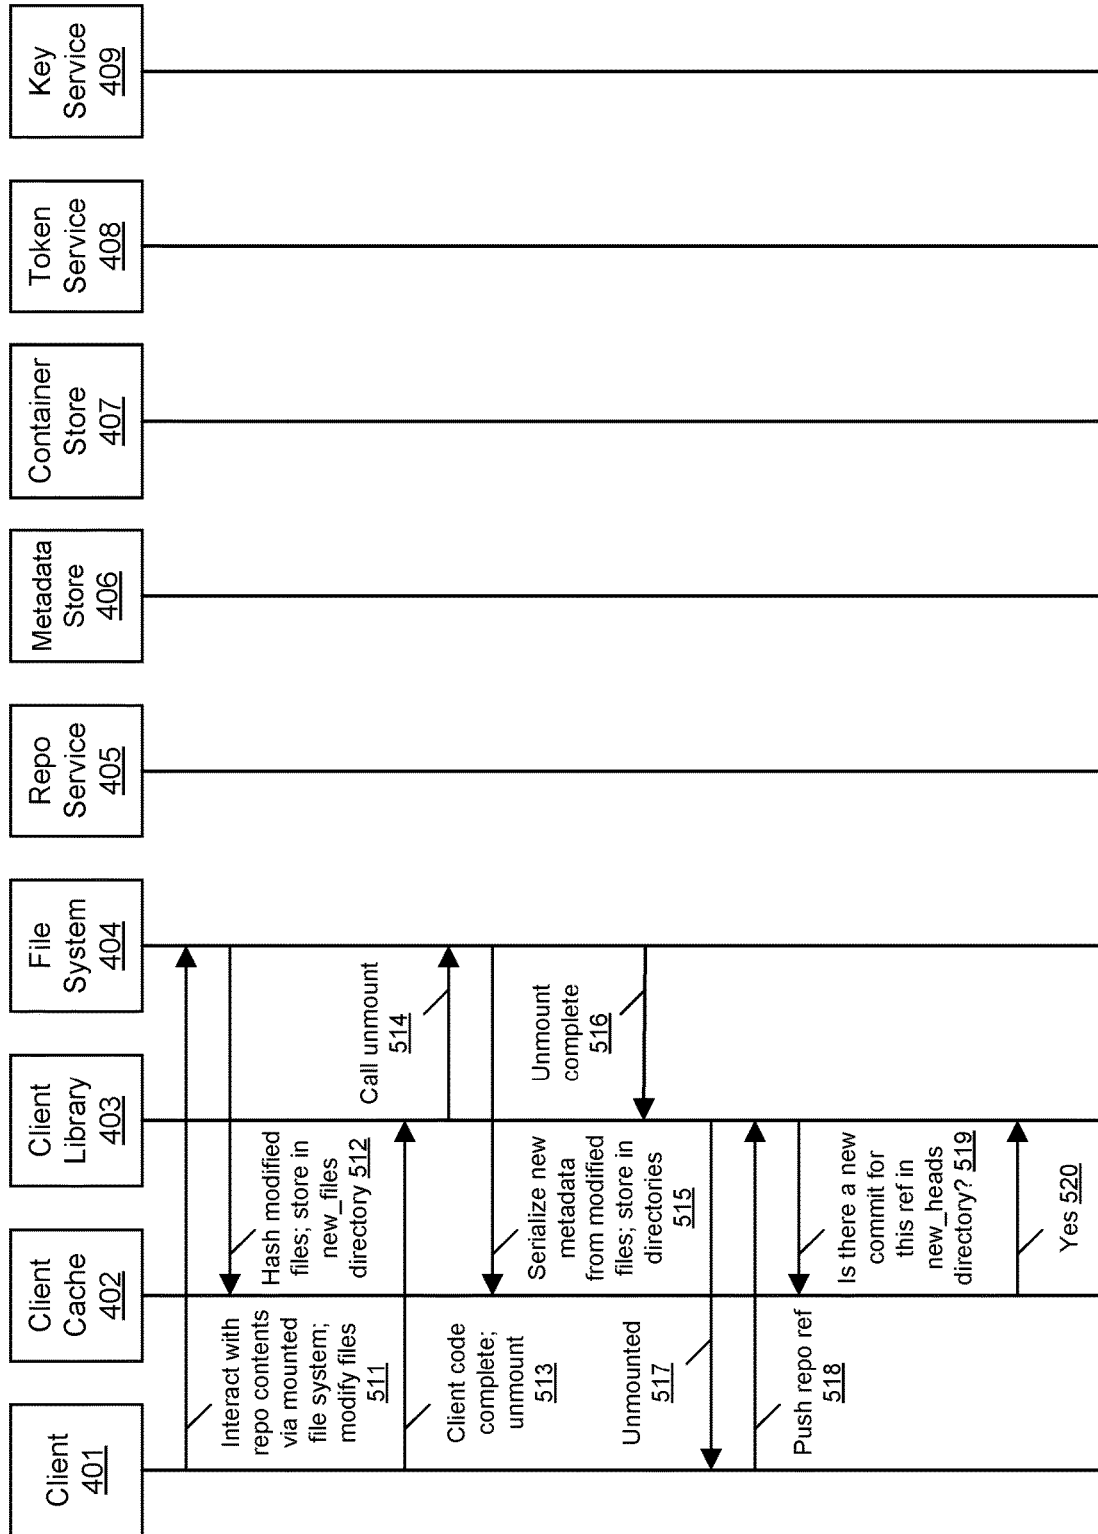 Client
401
Client
Cache
402
Client
Library
403
File
System
404
Repo
Service
405
Metadata
Store
406
Container
Store
407
Token
Service
408
Key
Service
409
Interact with
repo contents
via mounted
file system;
modify files
511
Hash modified
files; store in
new_files
directory 512
Client code
complete;
unmount
513
Call unmount
514
Serialize new
metadata
from modified
files; store in
directories
515
Unmount
complete
516
Unmounted
517
Push repo ref
518
Is there a new
commit for
this ref in
new_heads
directory? 519
Yes 520